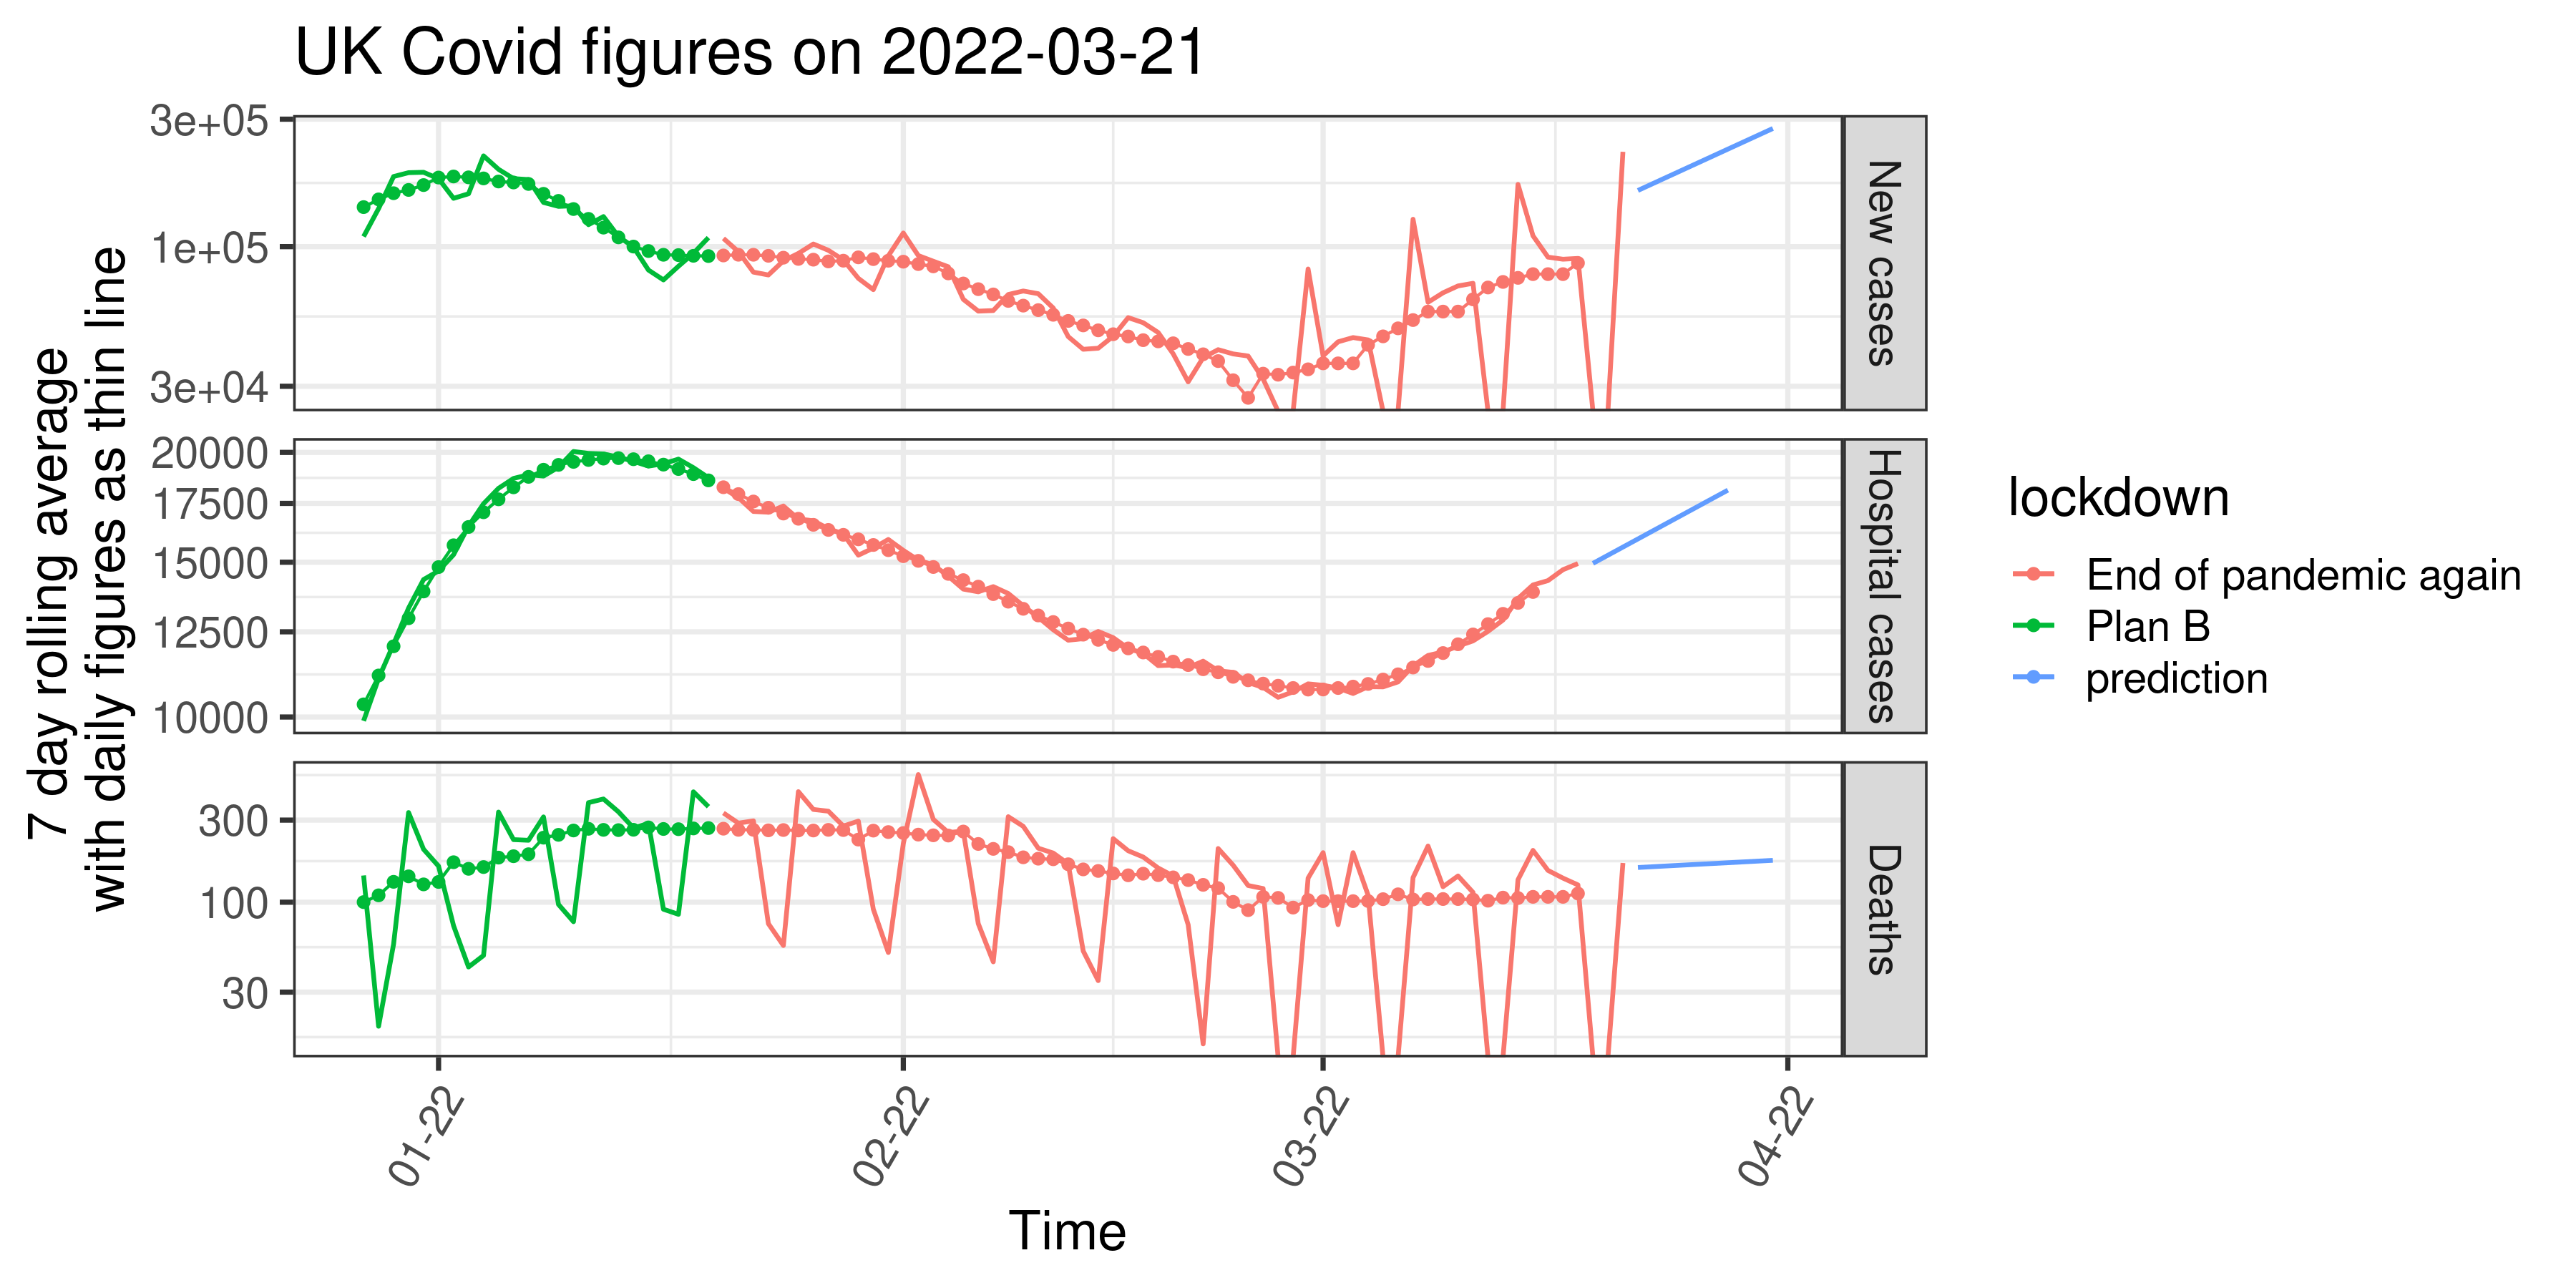 UK Covid figures on 2022-03-21
7 day rolling average
with daily figures as thin line
3e+05
1e+05
3e+04
New cases
20000
17500
15000
12500
10000
Hospital cases
300
100
30
Deaths
01-22
02-22
03-22
04-22
Time
lockdown
End of pandemic again
Plan B
prediction